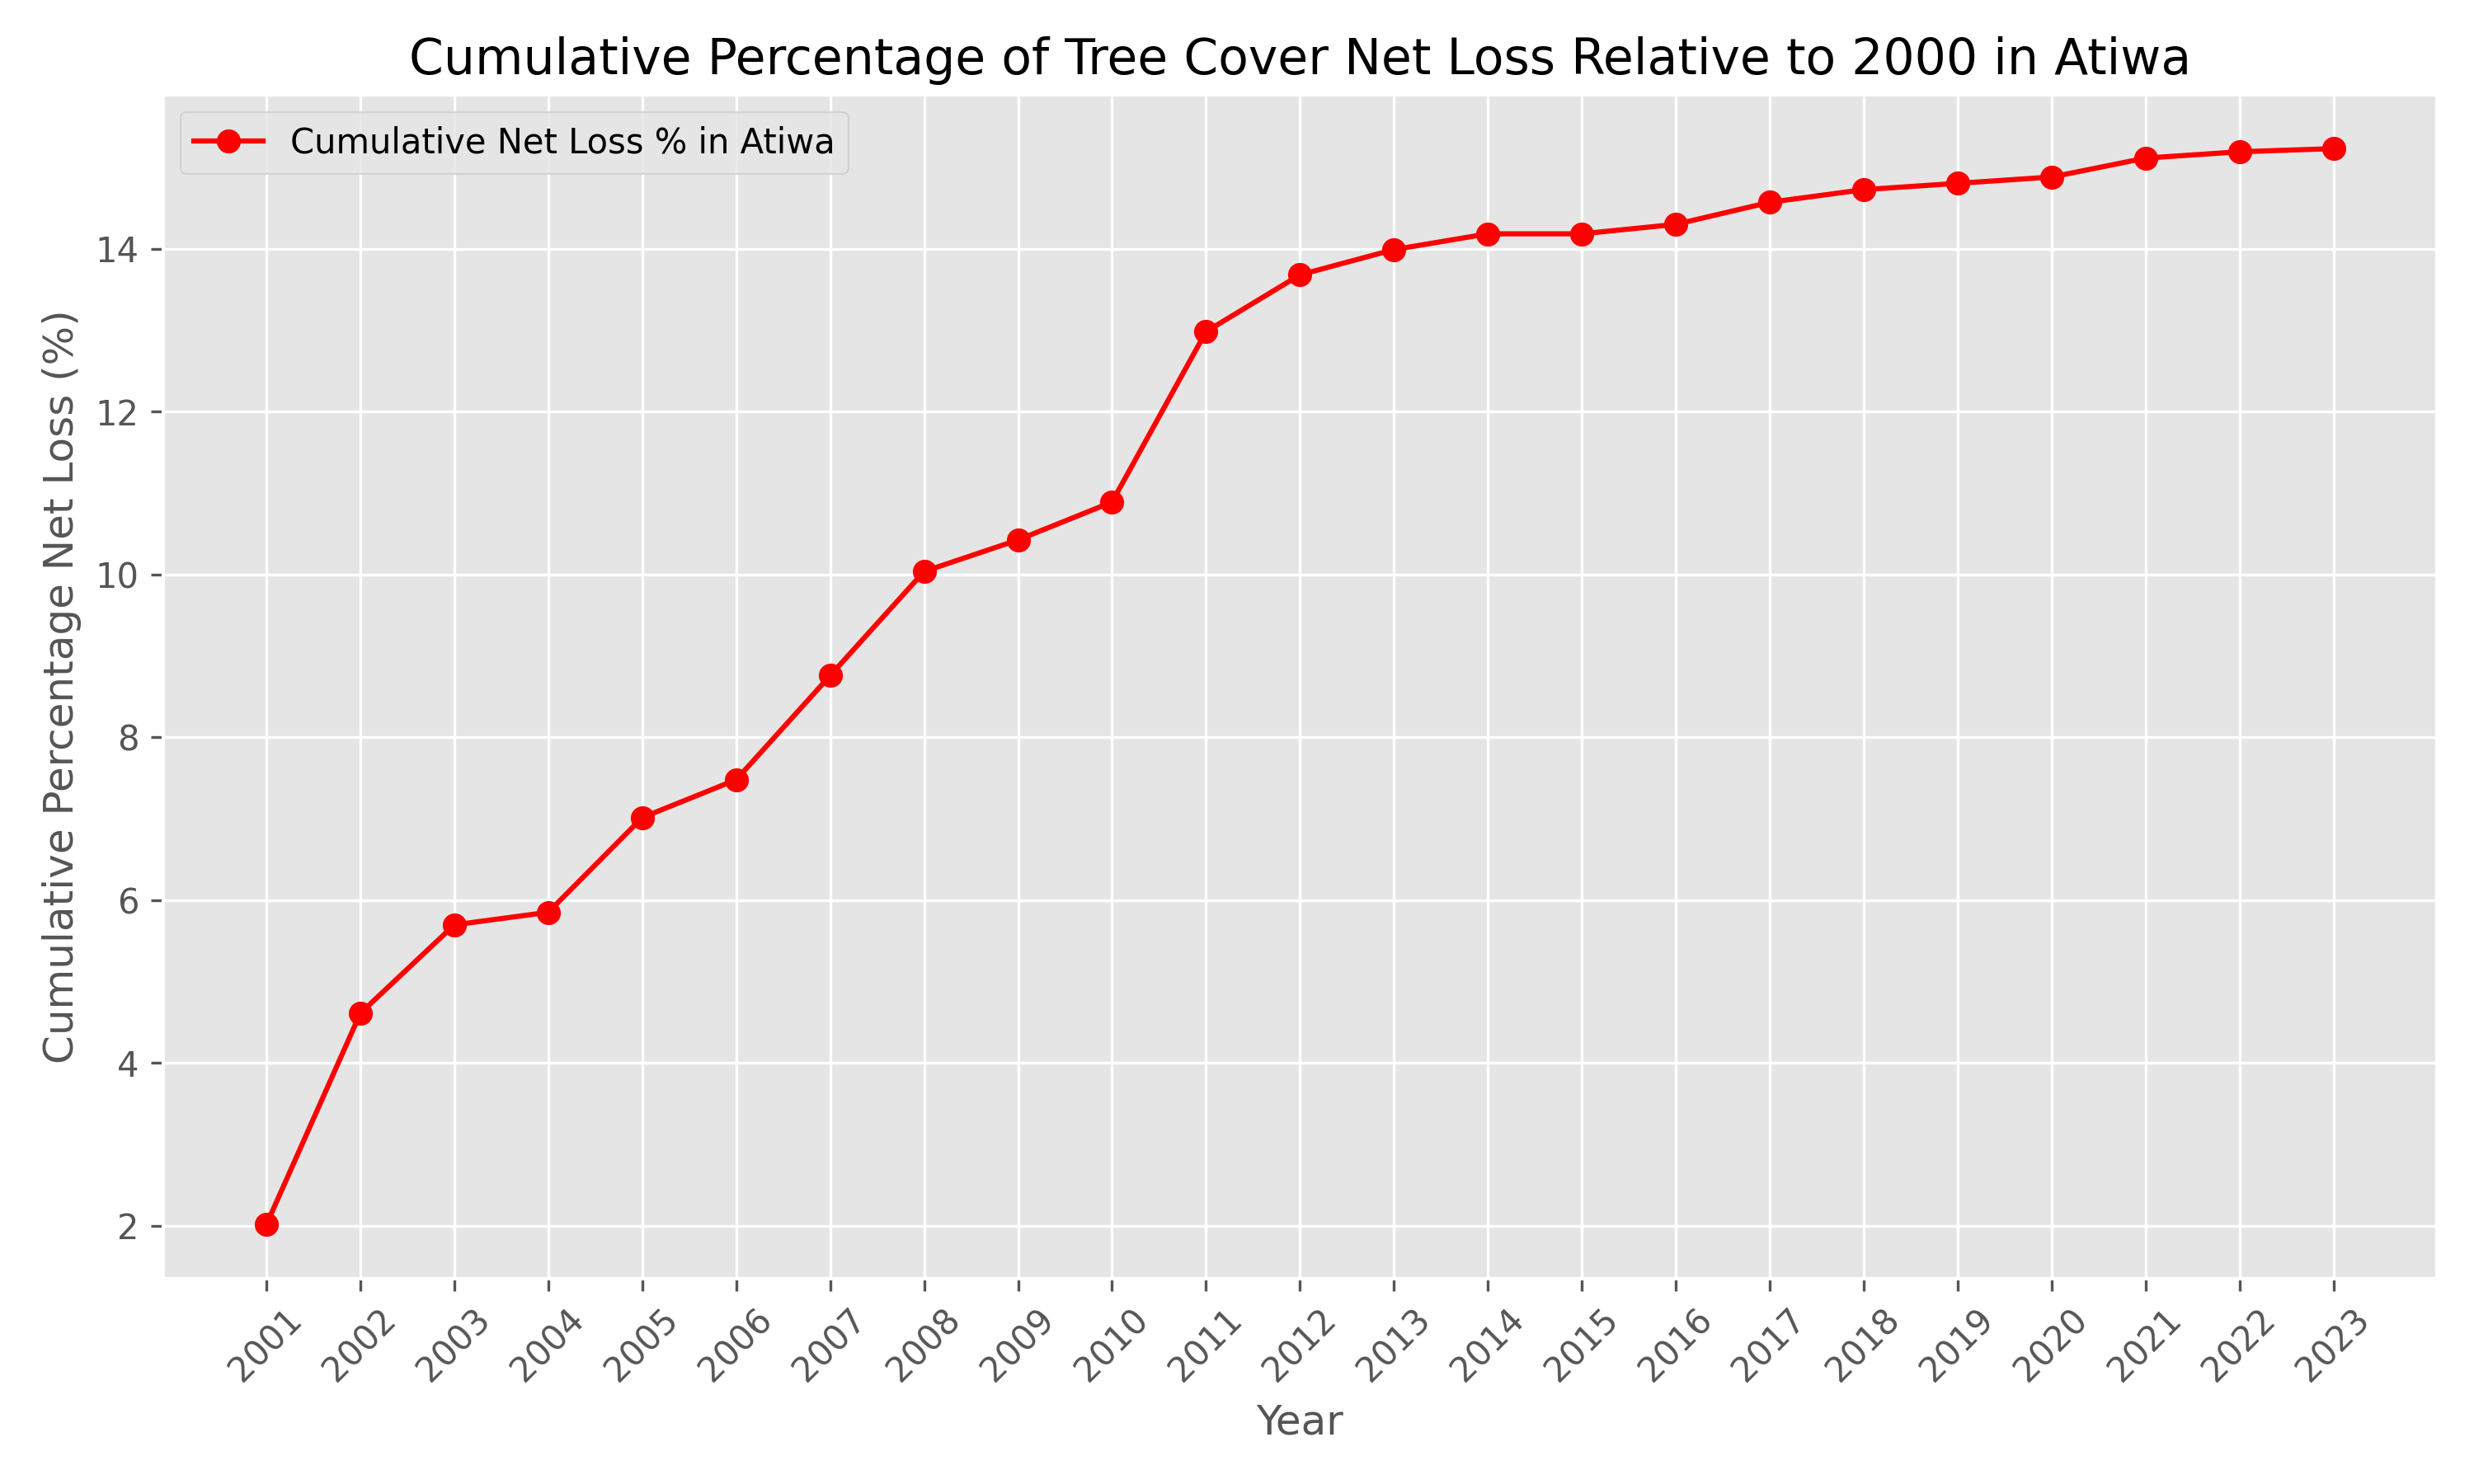 Cumulative Percentage of Tree Cover Net Loss Relative to 2000 in Atiwa
Cumulative Net Loss % in Atiwa
Cumulative Percentage Net Loss (%)
14
12
10
8
6
4
2
2001 2002 2003 2004 2005 2006 2007 2008 2009 2010 2011 2012 2013 2014 2015 2016 2017 2018 2019 2020 2021 2022 2023
Year